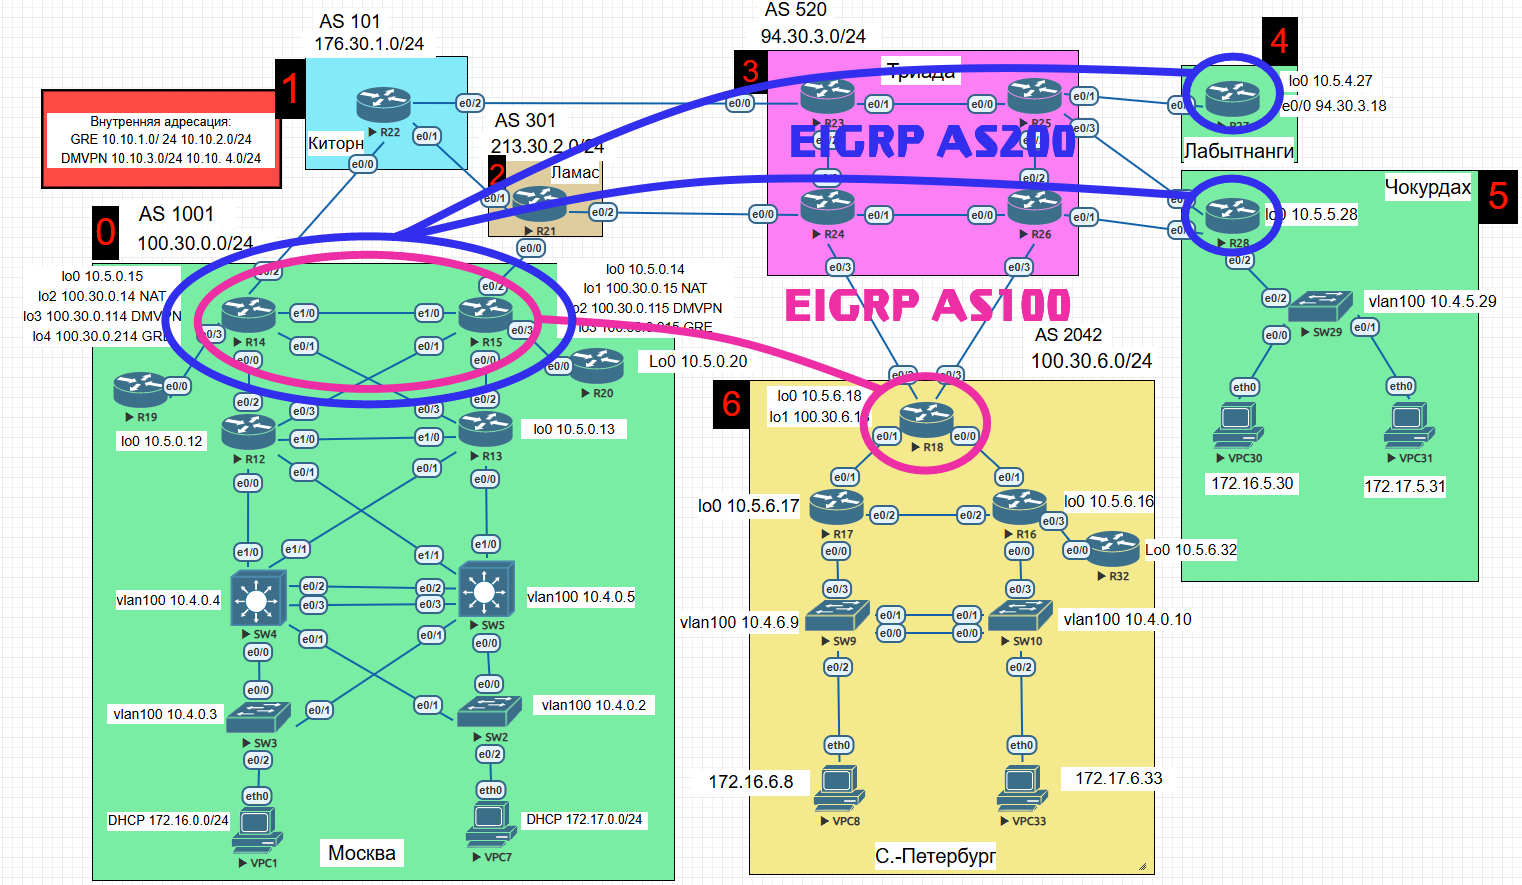 AS 101
176.30.1.0/24
1
R22
e0/2
e0/1
e0/0
Киторн
Внутренняя адресация:
GRE 10.10.1.0/ 24 10.10.2.0/24
DMVPN 10.10.3.0/24 10.10. 4.0/24
AS 301
213.30.2.0/24
2
Ламас
e0/1
R21
e0/2
e0/0
AS 520
94.30.3.0/24
3
Триада
e0/0
R23
e0/1
e0/0
R25
e0/1
e0/3
EIGRP AS200
e0/2
e0/0
R24
e0/1
e0/0
R26
e0/1
e0/3
e0/3
EIGRP AS100
4
lo0 10.5.4.27
e0/0 94.30.3.18
Лабытнанги
5
Чокурдах
lo0 10.5.5.28
R28
e0/2
e0/2
vlan100 10.4.5.29
SW29
e0/0
e0/1
eth0
eth0
VPC30
VPC31
172.16.5.30
172.17.5.31
0
AS 1001
100.30.0.0/24
lo0 10.5.0.15
lo2 100.30.0.14 NAT
lo3 100.30.0.114 DMVPN
lo4 100.30.0.214 GRE
lo0 10.5.0.14
lo1 100.30.0.15 NAT
lo2 100.30.0.115 DMVPN
e0/2
e0/2
R14
e1/0
e1/0
R15
e0/3
e0/3
e0/0
e0/1
e0/1
e0/0
e0/0
R19
e0/0
R20
Lo0 10.5.0.20
e0/2
e0/3
e0/3
e0/2
lo0 10.5.0.12
R12
e1/0
e1/0
R13
lo0 10.5.0.13
e0/1
e0/1
e0/0
e0/0
e1/0
e1/1
e1/1
e1/0
vlan100 10.4.0.4
e0/2
e0/2
e0/3
e0/3
vlan100 10.4.0.5
SW4
SW5
e0/1
e0/1
e0/0
e0/0
e0/0
e0/0
vlan100 10.4.0.3
e0/1
e0/1
vlan100 10.4.0.2
SW3
SW2
e0/2
e0/2
eth0
eth0
DHCP 172.16.0.0/24
DHCP 172.17.0.0/24
VPC1
VPC7
Москва
AS 2042
100.30.6.0/24
6
lo0 10.5.6.18
R18
e0/1
e0/0
e0/1
e0/1
lo0 10.5.6.17
lo0 10.5.6.16
e0/2
e0/2
R17
R16
e0/3
e0/0
e0/0
e0/0
R32
Lo0 10.5.6.32
e0/3
e0/3
vlan100 10.4.6.9
e0/1
e0/1
e0/0
e0/0
vlan100 10.4.0.10
SW9
SW10
e0/2
e0/2
eth0
eth0
172.16.6.8
172.17.6.33
VPC8
VPC33
С.-Петербург